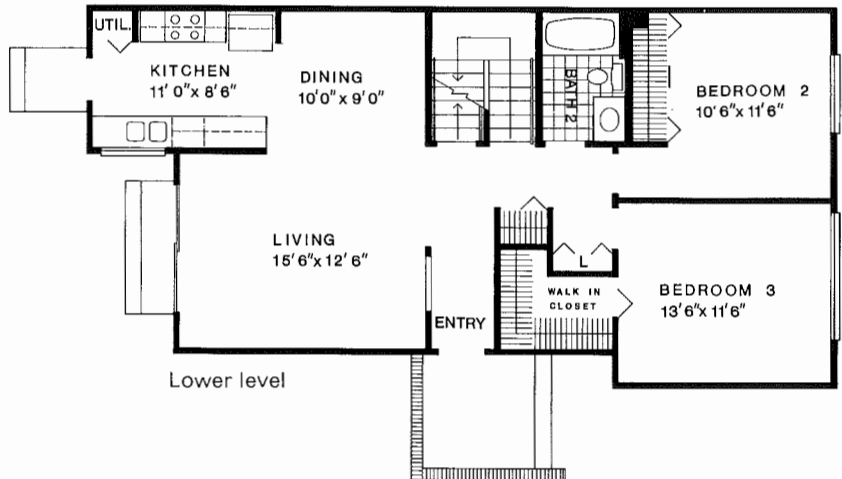 UTIL.
KITCHEN
11'0"x 8'6"
DINING
10'0"x 9'0"
BATH 2
BEDROOM 2
10'6"x 11'6"
LIVING
15'6"x 12'6"
L
WALK IN
CLOSET
BEDROOM 3
13'6"x 11'6"
ENTRY
Lower level